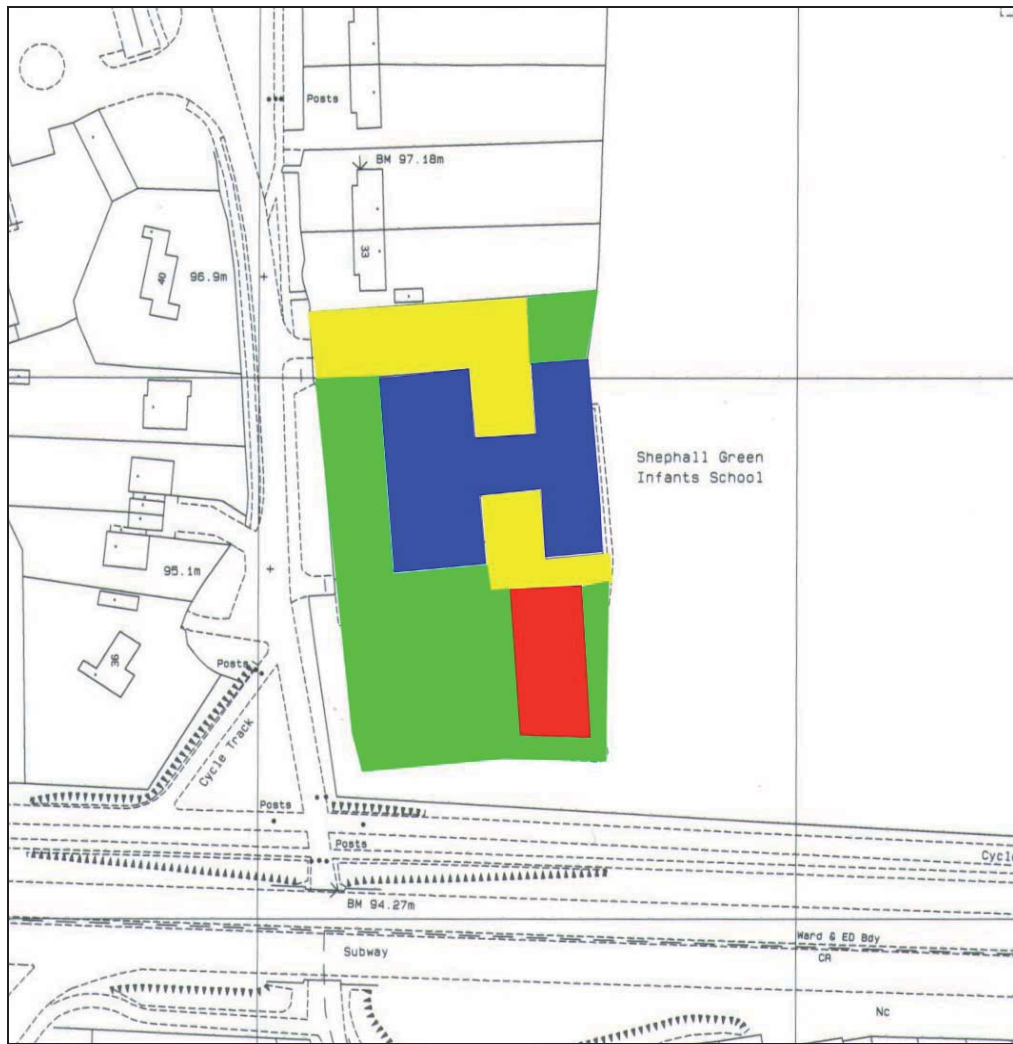 Posts
BM 97.18m
33
40
96.9m
Shephall Green
Infants School
95.1m
36
Posts
Cycle Track
Posts
Posts
Cycle
BM 94.27m
Ward & ED Bdy
Subway
CR
Nc